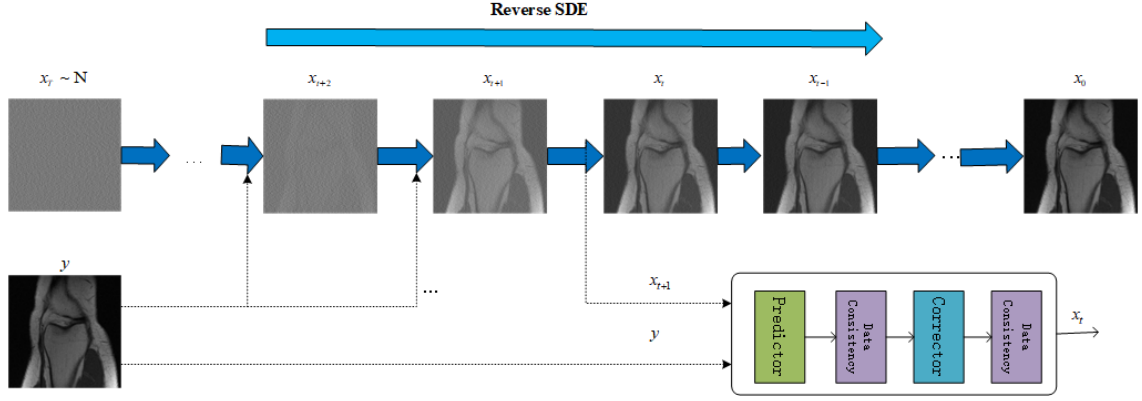 Reverse SDE
x_T ~ N
x_{t+2}
x_{t+1}
x_t
x_{t-1}
x_0
...
...
y
...
x_{t+1}
y
Predictor
Data
Consistency
Corrector
Data
Consistency
x_t